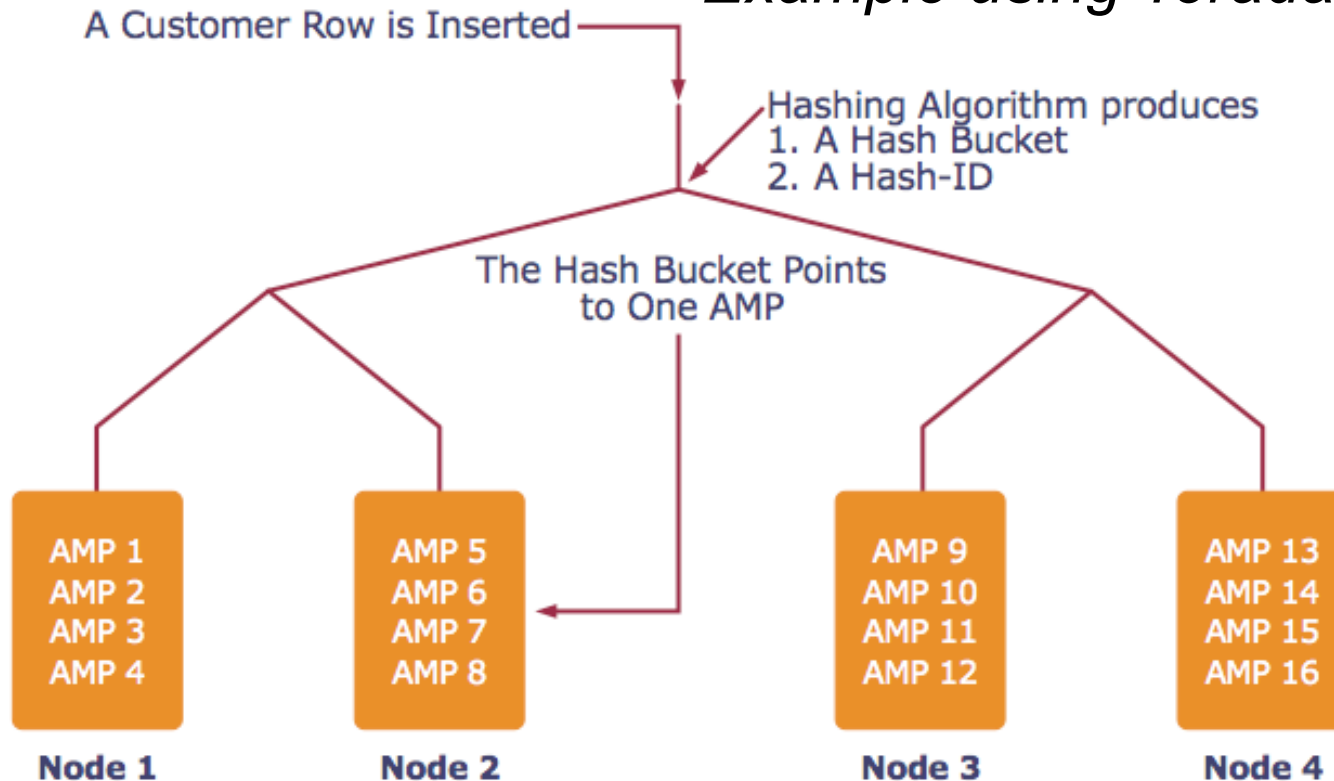 Example using
A Customer Row is Inserted
Hashing Algorithm produces
1. A Hash Bucket
2. A Hash-ID
The Hash Bucket Points
to One AMP
AMP 1
AMP 2
AMP 3
AMP 4
Node 1
AMP 5
AMP 6
AMP 7
AMP 8
Node 2
AMP 9
AMP 10
AMP 11
AMP 12
Node 3
AMP 13
AMP 14
AMP 15
AMP 16
Node 4